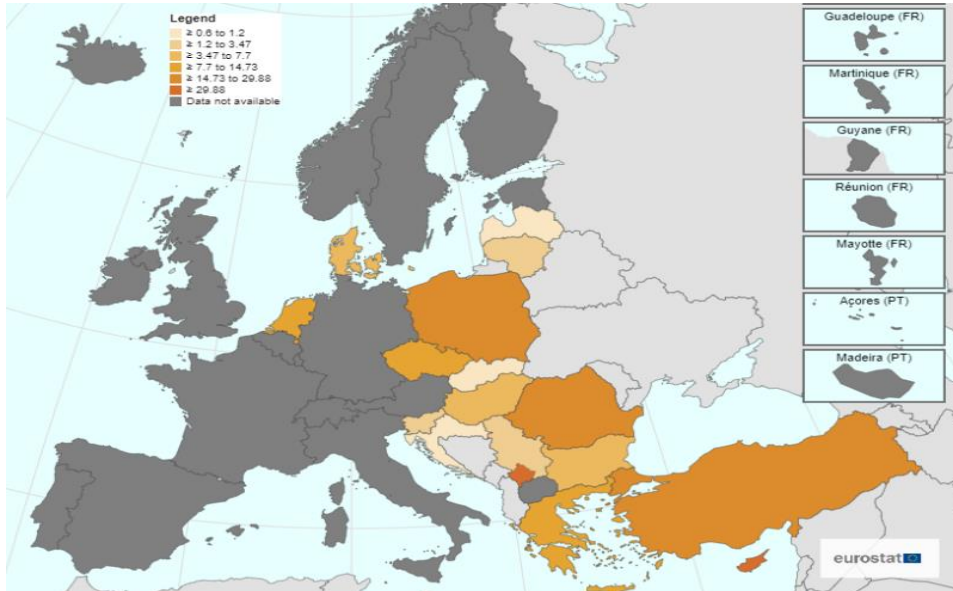 Legend
≥ 0.6 to 1.2
≥ 1.2 to 3.47
≥ 3.47 to 7.7
≥ 7.7 to 14.73
≥ 14.73 to 29.88
≥ 29.88
Data not available
Guadeloupe (FR)
Martinique (FR)
Guyane (FR)
Réunion (FR)
Mayotte (FR)
Açores (PT)
Madeira (PT)
eurostat